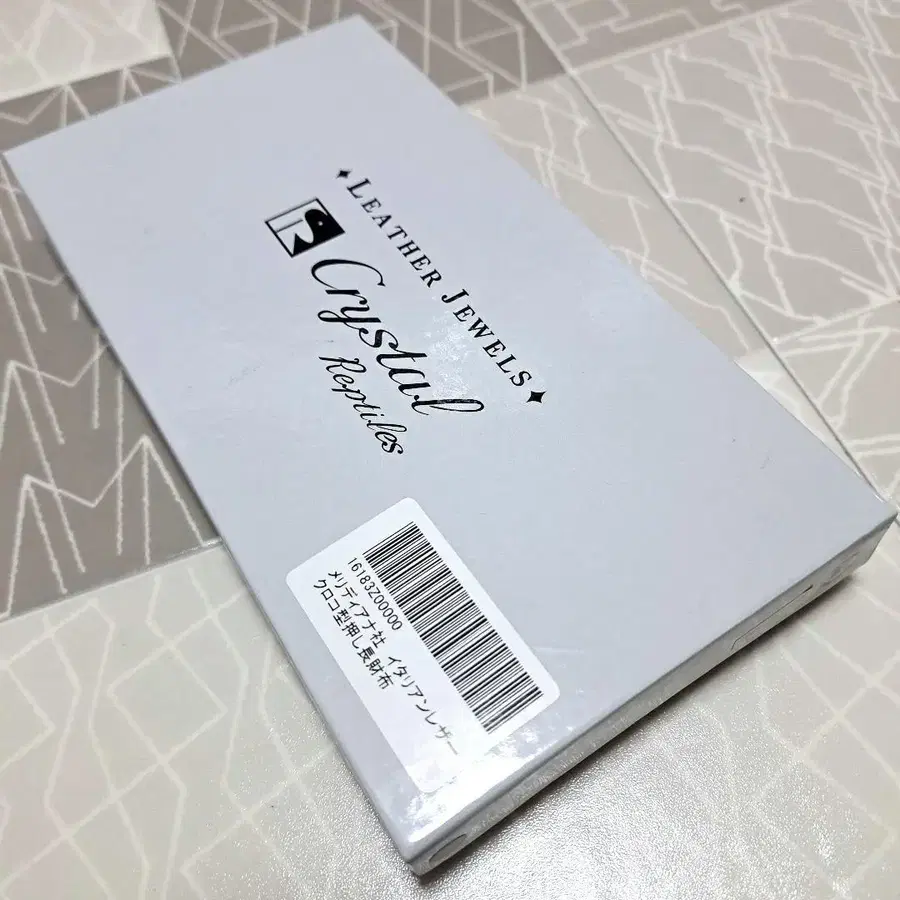 LEATHER JEWELS
Crystal
Reptiles
16183Z00000
メリディアナ社 イタリアンレザー
クロコ型押し長財布